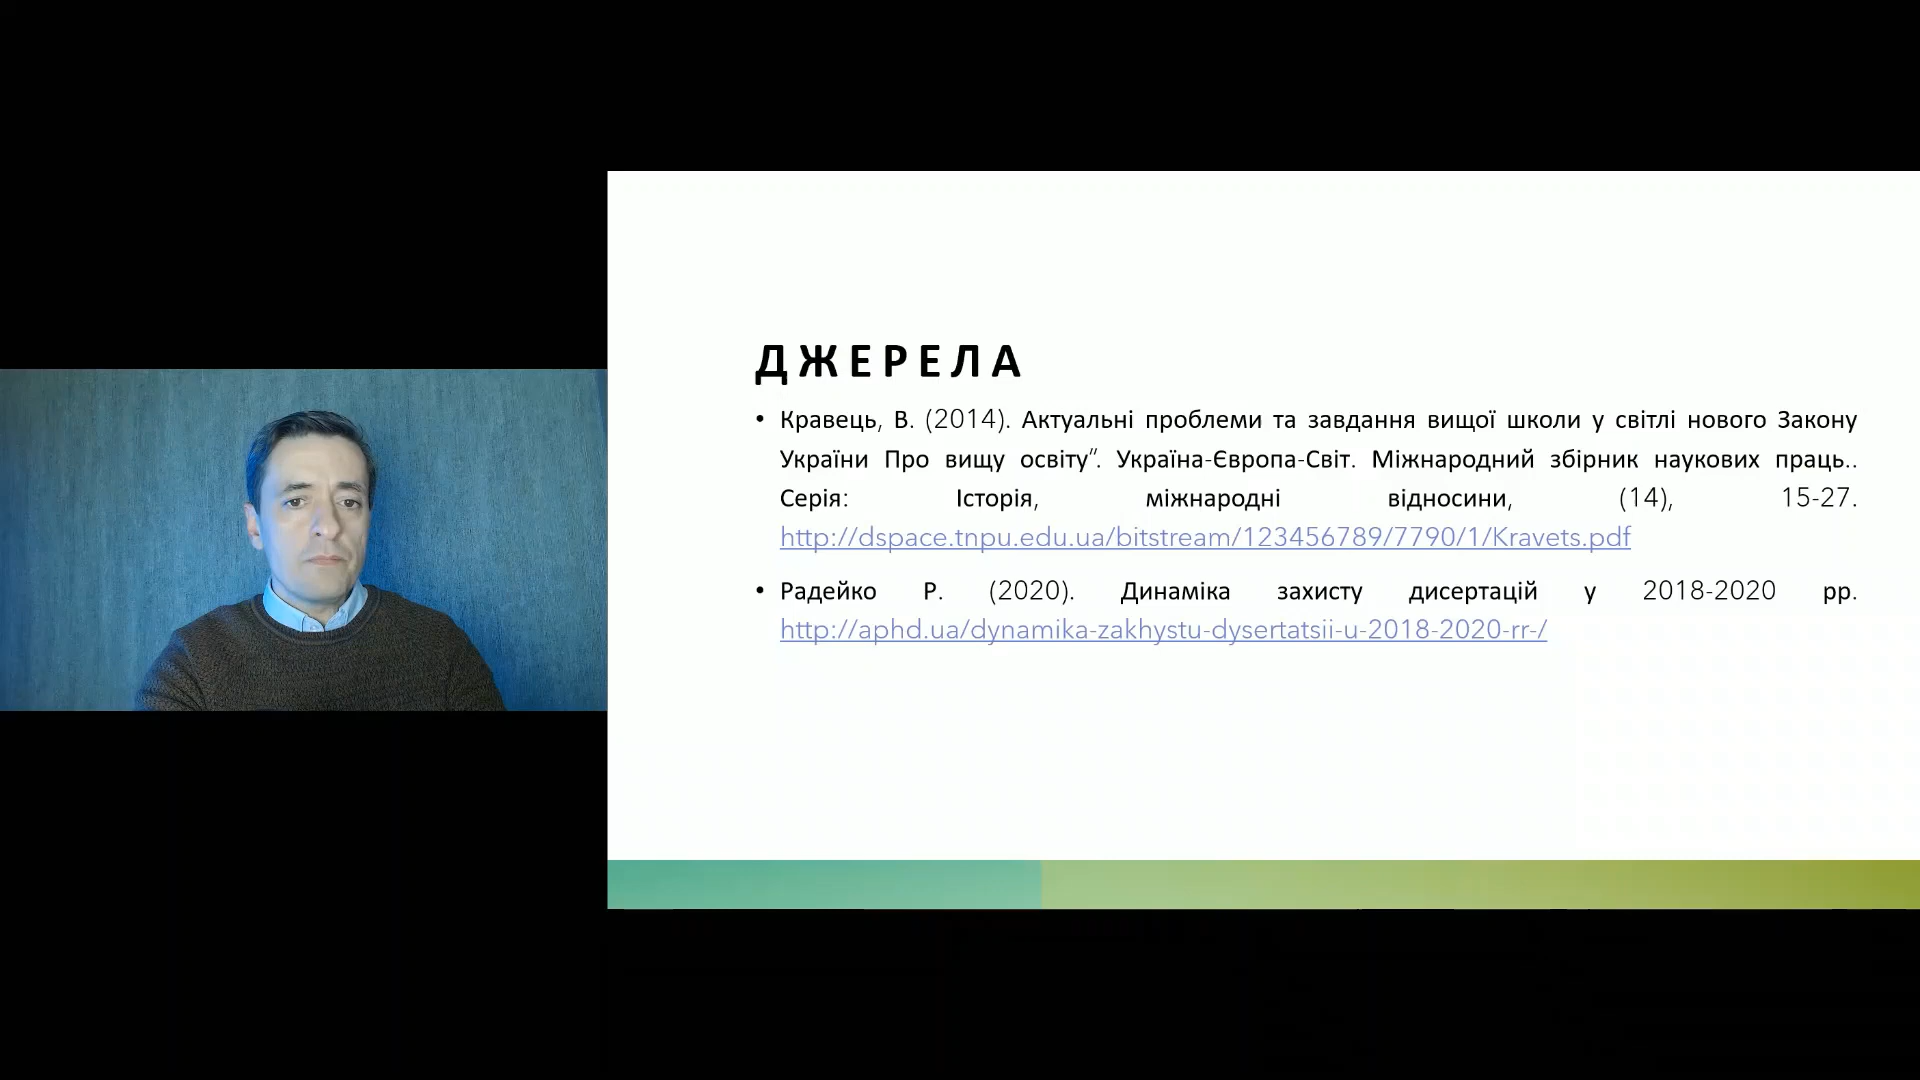 ДЖЕРЕЛА
• Кравець, В. (2014). Актуальні проблеми та завдання вищої школи у світлі нового Закону
України Про вищу освіту”. Україна-Європа-Світ. Міжнародний збірник наукових праць..
Серія: Історія, міжнародні відносини, (14), 15-27.
http://dspace.tnpu.edu.ua/bitstream/123456789/7790/1/Kravets.pdf
• Радейко Р. (2020). Динаміка захисту дисертацій у 2018-2020 рр.
http://aphd.ua/dynamika-zakhystu-dysertatsii-u-2018-2020-rr-/